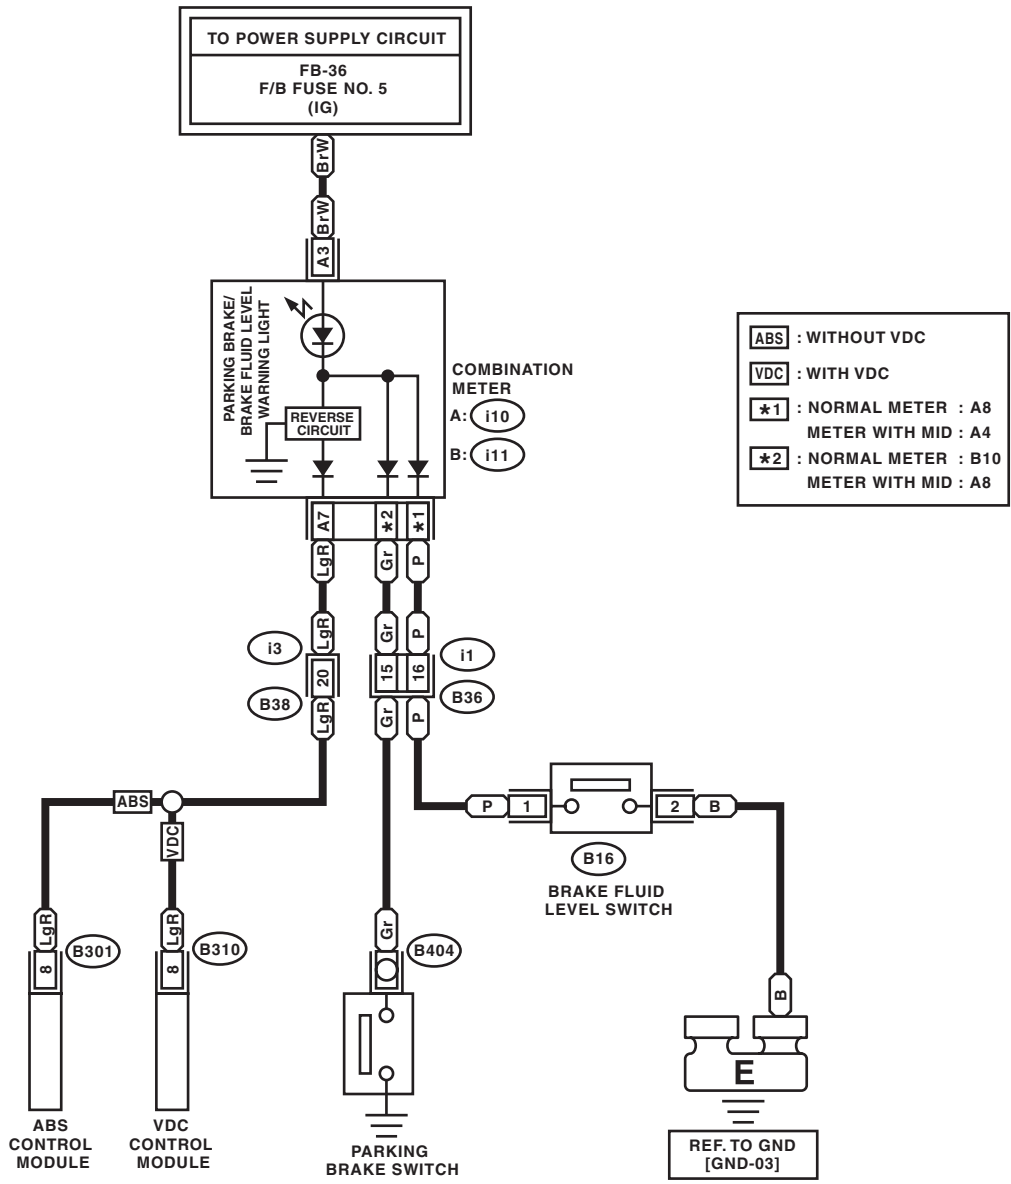 TO POWER SUPPLY CIRCUIT
FB-36
F/B FUSE NO. 5
(IG)
BrW
BrW
A3
PARKING BRAKE/
BRAKE FLUID LEVEL
WARNING LIGHT
REVERSE
CIRCUIT
COMBINATION
METER
A: i10
B: i11
ABS : WITHOUT VDC
VDC : WITH VDC
*1 : NORMAL METER : A8
METER WITH MID : A4
*2 : NORMAL METER : B10
METER WITH MID : A8
A7 *2 *1
LgR Gr P
LgR Gr P
i3
20 15 16
i1
B38
B36
LgR Gr P
ABS
VDC
P 1 2 B
B16
BRAKE FLUID
LEVEL SWITCH
LgR LgR Gr
B301 B310 B404
8 8
B
E
ABS
CONTROL
MODULE
VDC
CONTROL
MODULE
PARKING
BRAKE SWITCH
REF. TO GND
[GND-03]